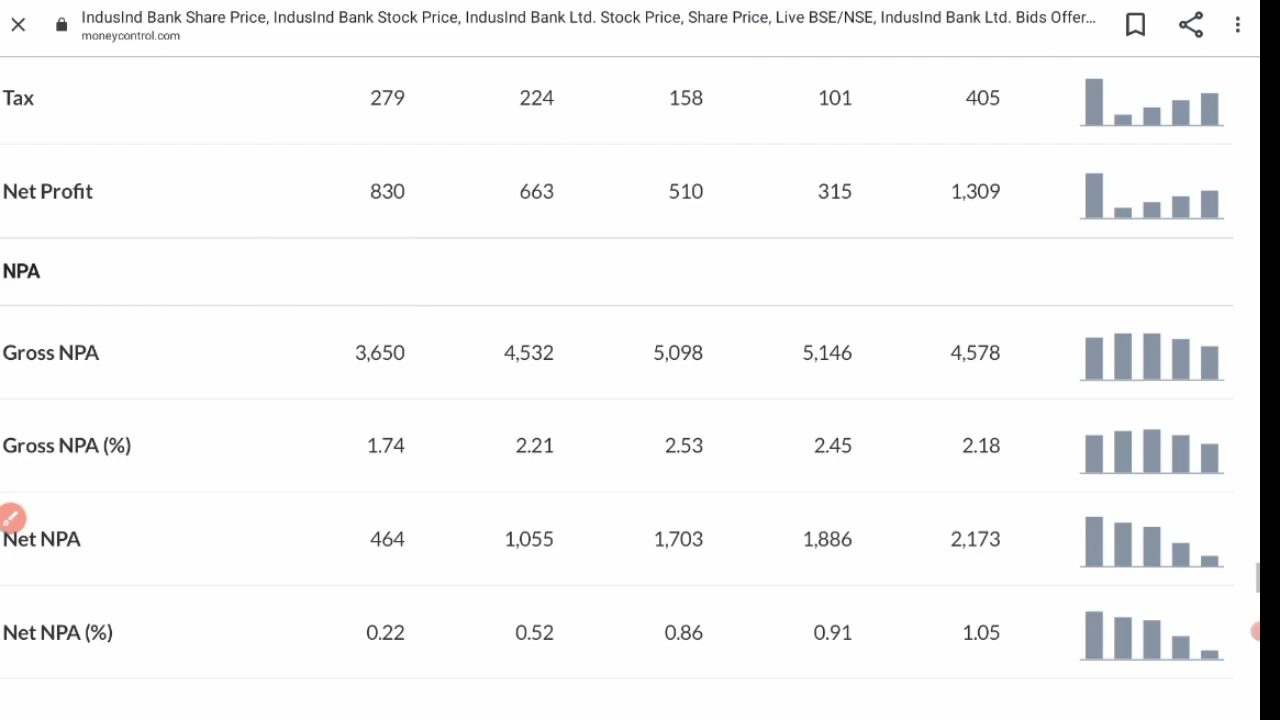 IndusInd Bank Share Price, IndusInd Bank Stock Price, IndusInd Bank Ltd. Stock Price, Share Price, Live BSE/NSE, IndusInd Bank Ltd. Bids Offer...
moneycontrol.com
Tax 279 224 158 101 405
Net Profit 830 663 510 315 1,309
NPA
Gross NPA 3,650 4,532 5,098 5,146 4,578
Gross NPA (%) 1.74 2.21 2.53 2.45 2.18
Net NPA 464 1,055 1,703 1,886 2,173
Net NPA (%) 0.22 0.52 0.86 0.91 1.05